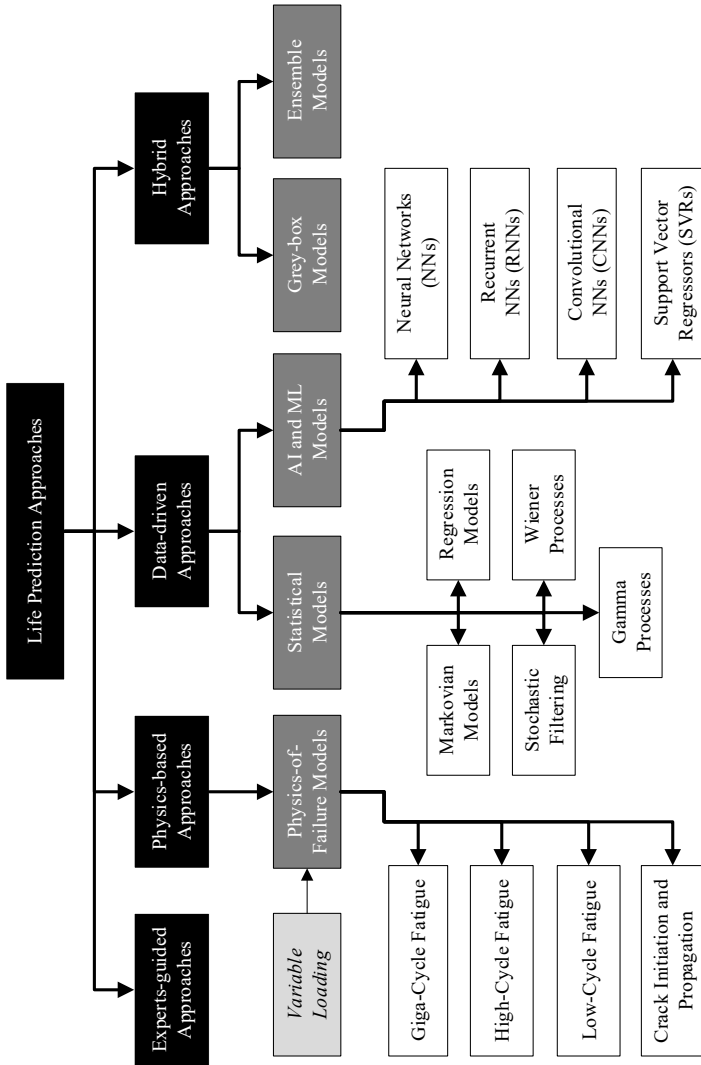 Life Prediction Approaches
Experts-guided
Approaches
Physics-based
Approaches
Data-driven
Approaches
Hybrid
Approaches
Variable
Loading
Physics-of-
Failure Models
Statistical
Models
AI and ML
Models
Grey-box
Models
Ensemble
Models
Giga-Cycle Fatigue
High-Cycle Fatigue
Low-Cycle Fatigue
Crack Initiation and
Propagation
Markovian
Models
Regression
Models
Stochastic
Filtering
Wiener
Processes
Gamma
Processes
Neural Networks
(NNs)
Recurrent
NNs (RNNs)
Convolutional
NNs (CNNs)
Support Vector
Regressors (SVRs)